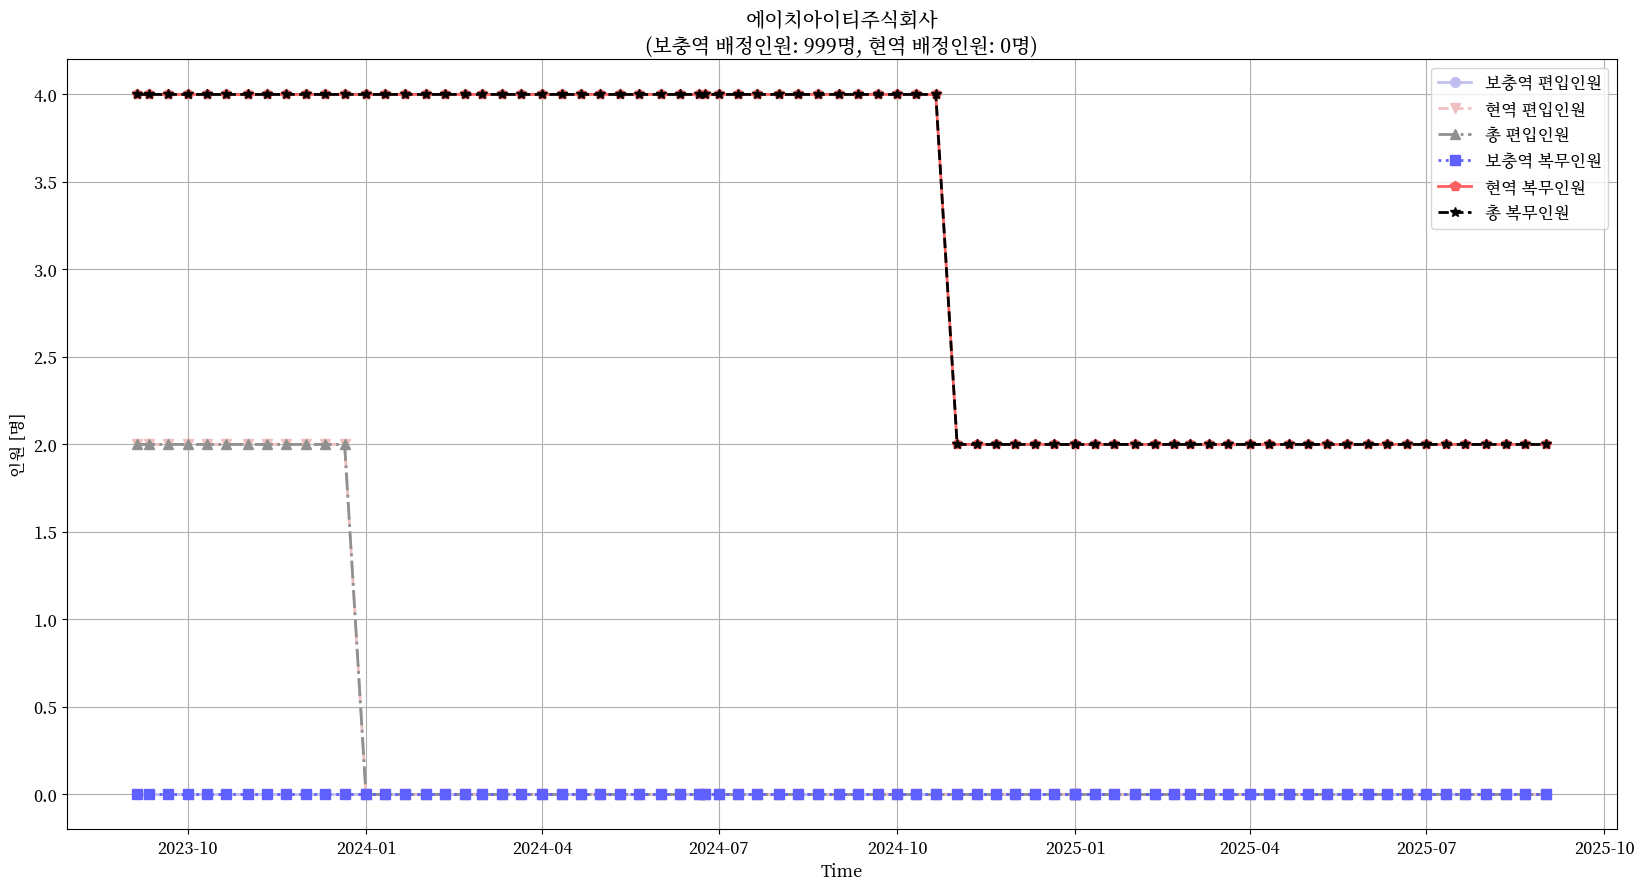 에이치아이티주식회사
(보충역 배정인원: 999명, 현역 배정인원: 0명)
보충역 편입인원
현역 편입인원
총 편입인원
보충역 복무인원
현역 복무인원
총 복무인원
인원 [명]
4.0
3.5
3.0
2.5
2.0
1.5
1.0
0.5
0.0
2023-10 2024-01 2024-04 2024-07 2024-10 2025-01 2025-04 2025-07 2025-10
Time